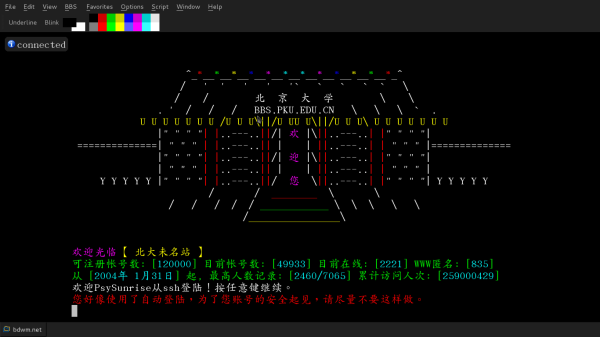 File Edit View BBS Favorites Options Script Help
Underline Blink
connected
北 京 大 学
BBS.PKU.EDU.CN
欢
迎
您
欢迎光临【 北大未名站 】
可注册帐号数: [120000] 目前帐号数: [49933] 目前在线: [2221] WWW匿名: [835]
从 [2004年 1月31日] 起, 最高人数记录: [2460/7065] 累计访问人次: [259000429]
欢迎PsySunrise从ssh登陆！按任意键继续。
您好像使用了自动登陆，为了您账号的安全起见，请尽量不要这样做。
bdwm.net